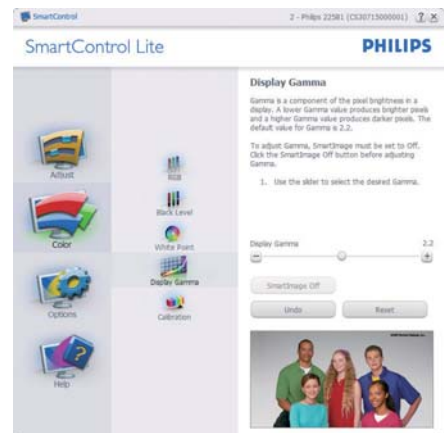 SmartControl
2 - Philips 225B1 (CS30715000001)
SmartControl Lite
PHILIPS
Adjust
Color
Options
Help
RGB
Black Level
White Point
Display Gamma
Calibration
Display Gamma
Gamma is a component of the pixel brightness in a
display. A lower Gamma value produces brighter pixels
and a higher Gamma value produces darker pixels. The
default value for Gamma is 2.2.
To adjust Gamma, SmartImage must be set to Off.
Click the SmartImage Off button before adjusting
Gamma.
1. Use the slider to select the desired Gamma.
Display Gamma 2.2
SmartImage Off
Undo Reset